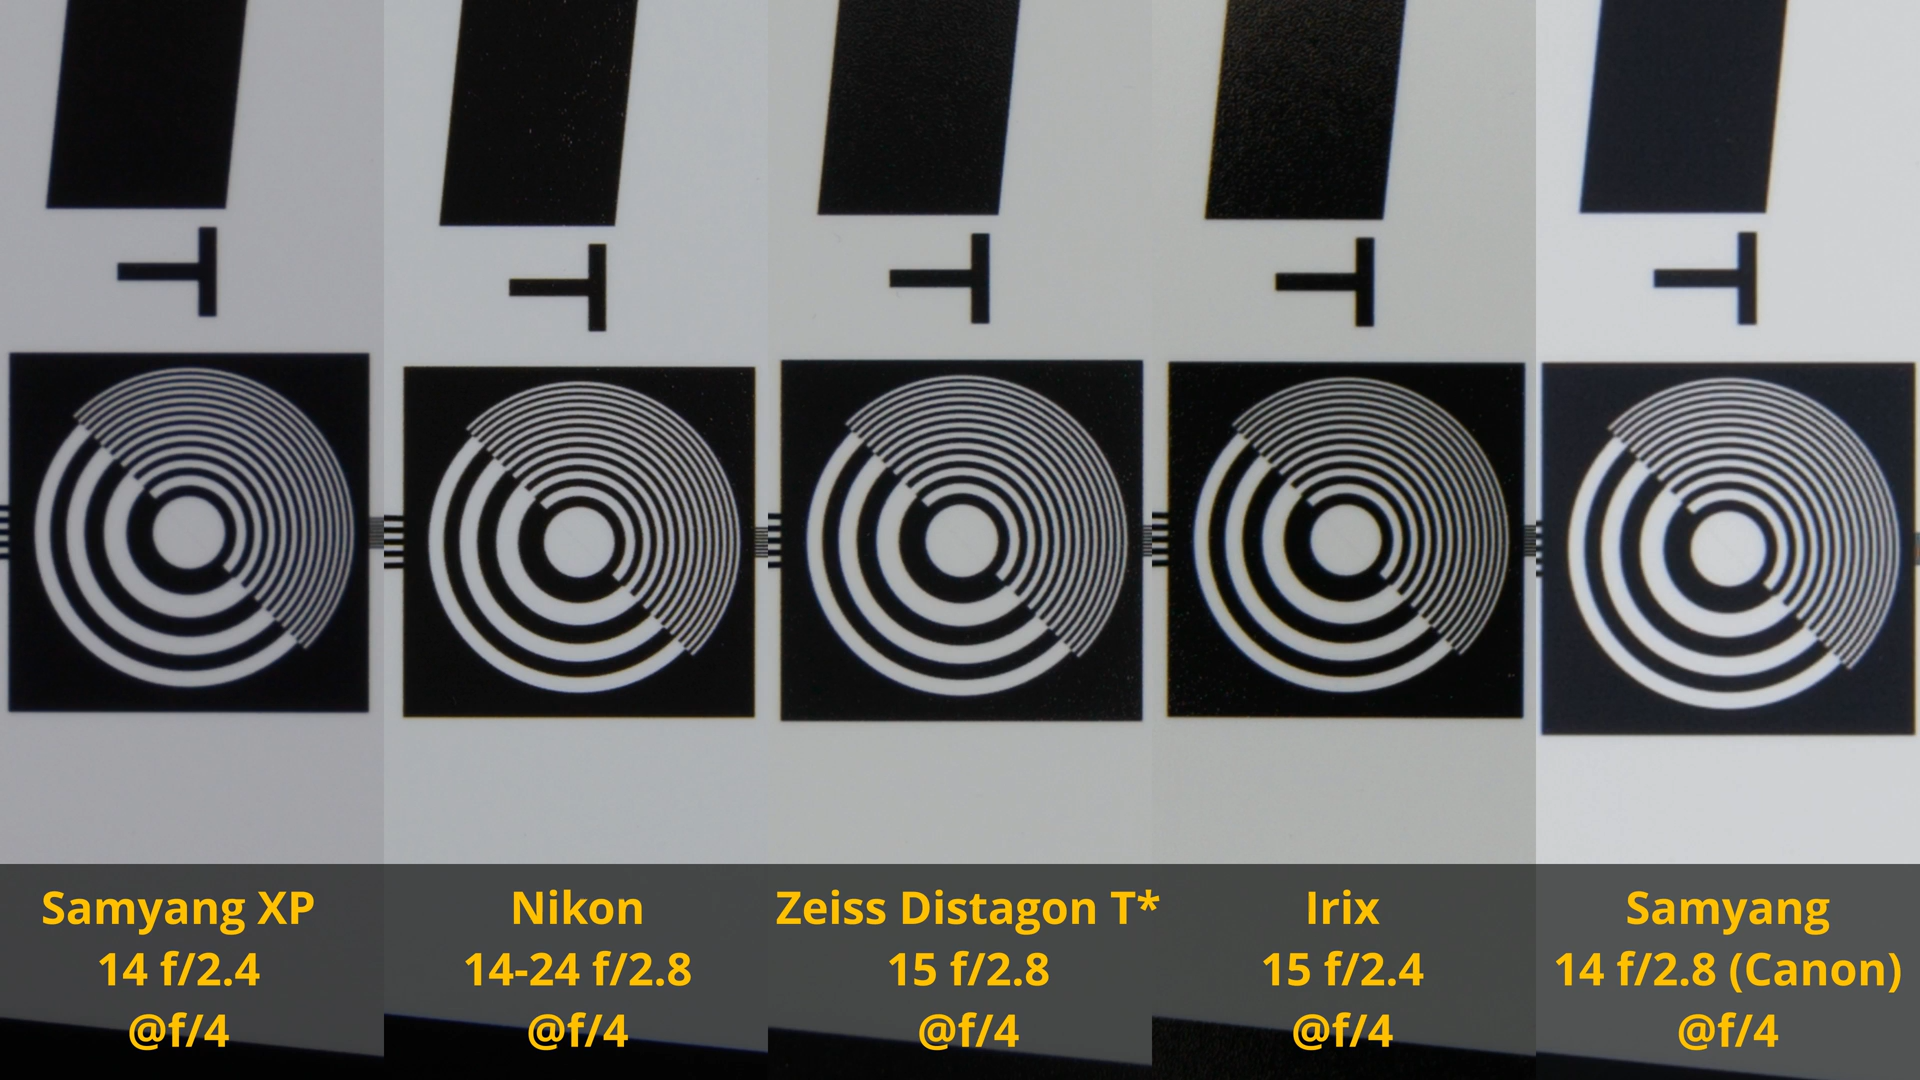 T
T
T
T
T
Samyang XP
14 f/2.4
@f/4
Nikon
14-24 f/2.8
@f/4
Zeiss Distagon T*
15 f/2.8
@f/4
Irix
15 f/2.4
@f/4
Samyang
14 f/2.8 (Canon)
@f/4